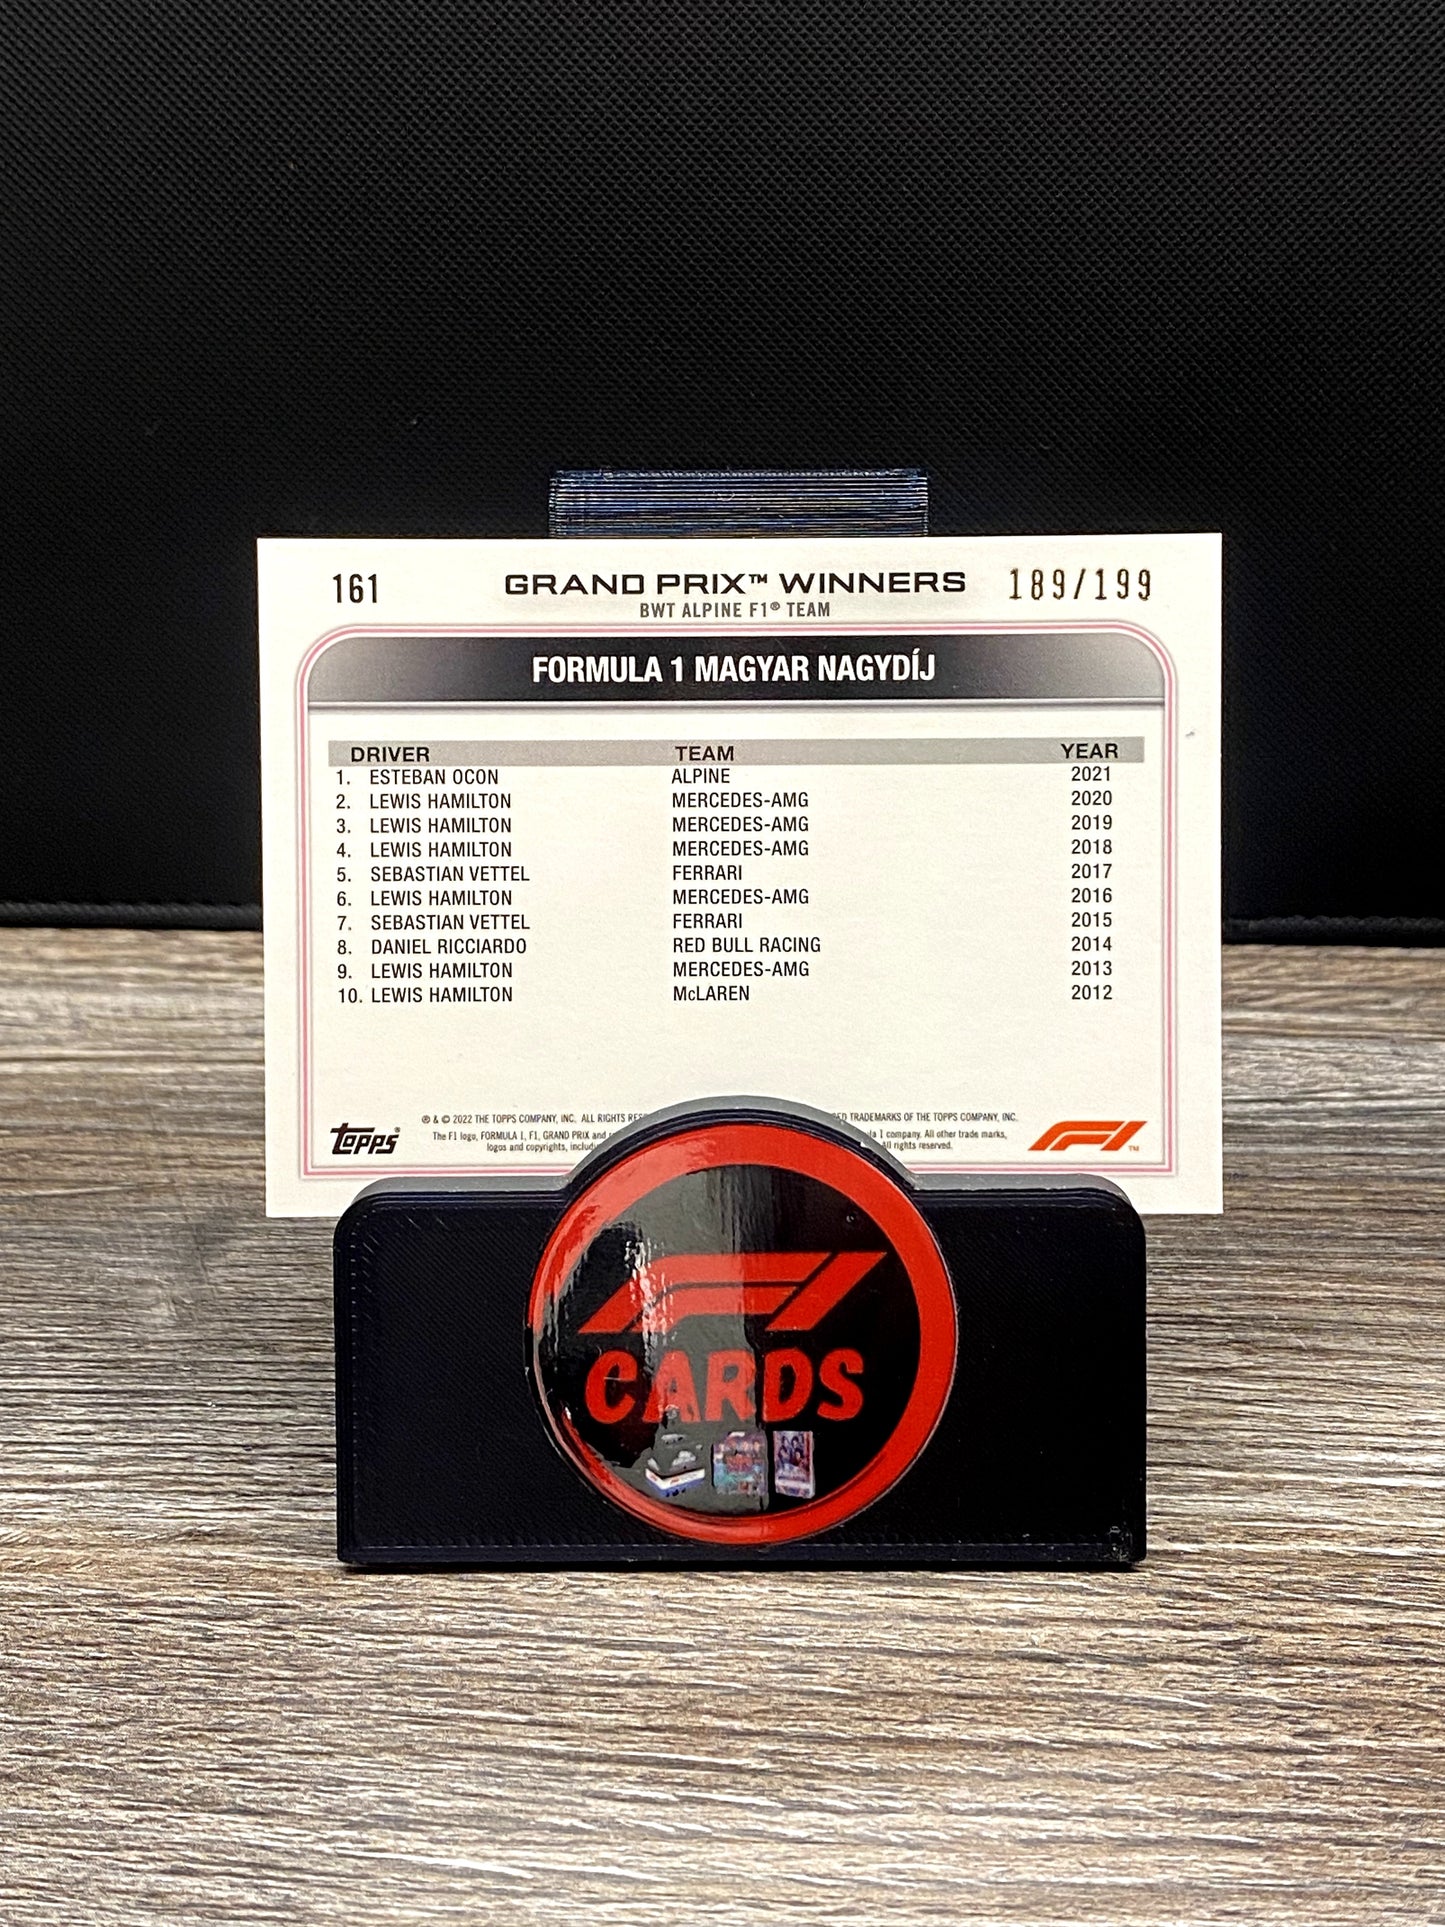 161
GRAND PRIX™ WINNERS
189/199
BWT ALPINE F1® TEAM
FORMULA 1 MAGYAR NAGYDÍJ
DRIVER TEAM YEAR
1. ESTEBAN OCON ALPINE 2021
2. LEWIS HAMILTON MERCEDES-AMG 2020
3. LEWIS HAMILTON MERCEDES-AMG 2019
4. LEWIS HAMILTON MERCEDES-AMG 2018
5. SEBASTIAN VETTEL FERRARI 2017
6. LEWIS HAMILTON MERCEDES-AMG 2016
7. SEBASTIAN VETTEL FERRARI 2015
8. DANIEL RICCIARDO RED BULL RACING 2014
9. LEWIS HAMILTON MERCEDES-AMG 2013
10. LEWIS HAMILTON McLAREN 2012
® & © 2022 THE TOPPS COMPANY, INC. ALL RIGHTS TRADEMARKS OF THE TOPPS COMPANY, INC.
The F1 logo, FORMULA 1, F1, GRAND PRIX and 1 company. All other trade marks,
logos and copyrights, All rights reserved.
topps®
F1™
F1
CARDS